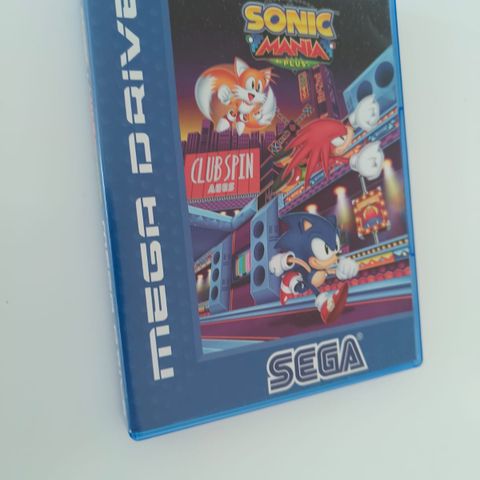 SONIC
MANIA
PLUS
CLUB SPIN
MEGA DRIVE
SEGA